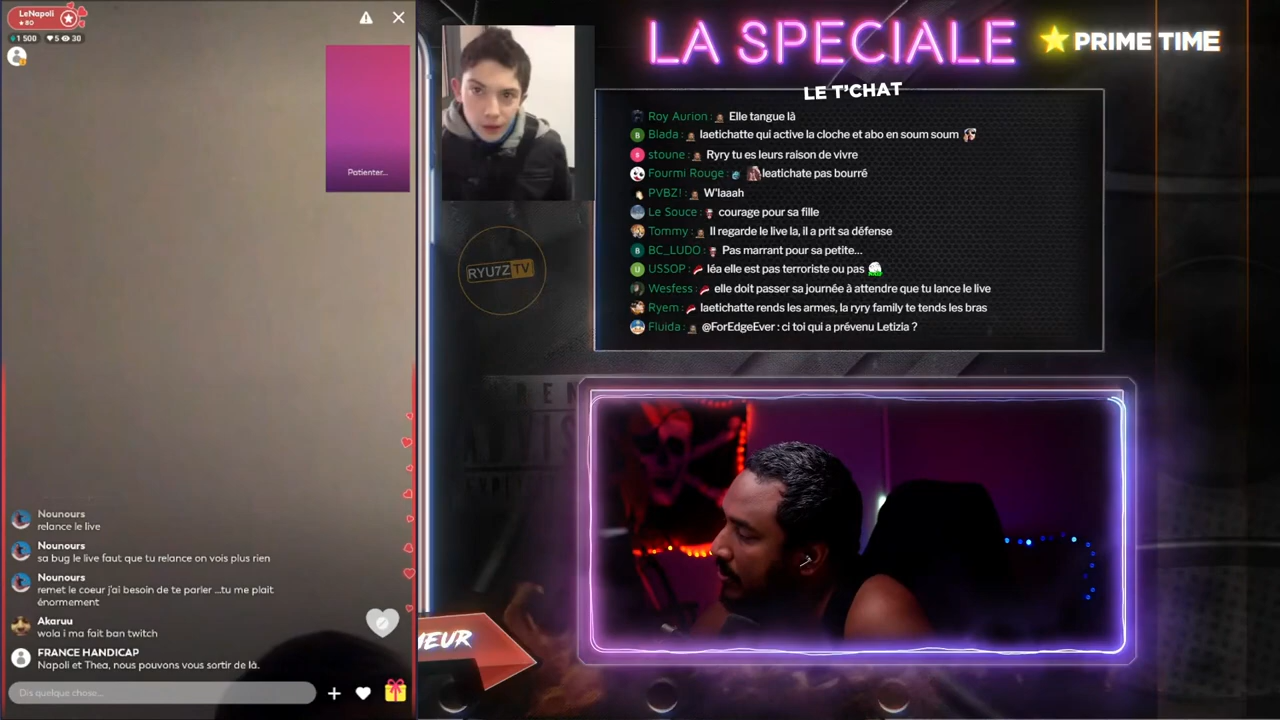 LeNapoli
80
1 500
5
30
Patienter...
Nounours
relance le live
Nounours
sa bug le live faut que tu relance on vois plus rien
Nounours
remet le coeur j'ai besoin de te parler ...tu me plait
énormement
Akaruu
wola i ma fait ban twitch
FRANCE HANDICAP
Napoli et Thea, nous pouvons vous sortir de là.
Dis quelque chose...
LA SPECIALE
PRIME TIME
LE T'CHAT
Roy Aurion : Elle tangue là
B Blada : laetichatte qui active la cloche et abo en soum soum
s stoune : Ryry tu es leurs raison de vivre
Fourmi Rouge : leatichate pas bourré
PVBZ! : W'laaah
Le Souce : courage pour sa fille
Tommy : Il regarde le live la, il a prit sa défense
B BC_LUDO : Pas marrant pour sa petite...
U USSOP : léa elle est pas terroriste ou pas
Wesfess : elle doit passer sa journée à attendre que tu lance le live
Ryem : laetichatte rends les armes, la ryry family te tends les bras
Fluida : @ForEdgeEver : ci toi qui a prévenu Letizia ?
RYU7Z TV
MEUR